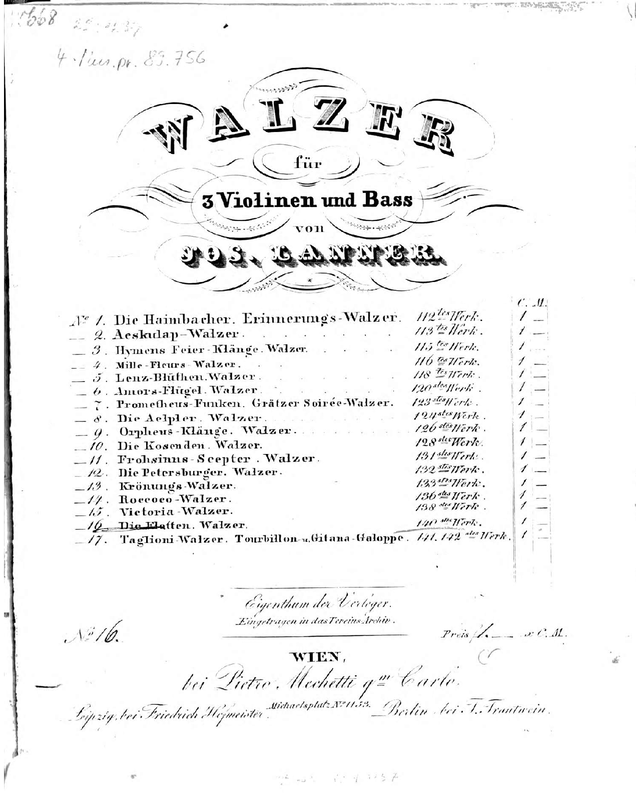 4 Mus.pr. 89.756
WALZER
für
3 Violinen und Bass
von
JOS. LANNER.
C. M.
No. 1. Die Haimbacher. Erinnerungs-Walzer. 112tes Werk. 1 —
— 2. Aeskulap-Walzer. 113tes Werk. 1 —
— 3. Hymens Feier-Klänge. Walzer. 115tes Werk. 1 —
— 4. Mille-Fleurs-Walzer. 116tes Werk. 1 —
— 5. Lenz-Blüthen. Walzer. 118tes Werk. 1 —
— 6. Amors-Flügel. Walzer. 120stes Werk. 1 —
— 7. Prometheus-Funken. Grätzer Soirée-Walzer. 123stes Werk. 1 —
— 8. Die Aelpler. Walzer. 124stes Werk. 1 —
— 9. Orpheus-Klänge. Walzer. 126stes Werk. 1 —
— 10. Die Kosenden. Walzer. 128stes Werk. 1 —
— 11. Frohsinns-Scepter. Walzer. 131stes Werk. 1 —
— 12. Die Petersburger. Walzer. 132stes Werk. 1 —
— 13. Krönungs-Walzer. 133stes Werk. 1 —
— 14. Roccoco-Walzer. 136stes Werk. 1 —
— 15. Victoria-Walzer. 138stes Werk. 1 —
— 16. Die Flotten. Walzer. 140stes Werk. 1 —
— 17. Taglioni-Walzer. Tourbillon- u. Gitana-Galoppe. 141. 142stes Werk. 1 —
Eigenthum der Verleger.
Eingetragen in das Vereins Archiv.
No. 16. Preis f1.— x C. M.
WIEN,
bei Pietro Mechetti qm Carlo.
Michaelsplatz No. 1153.
Leipzig, bei Friedrich Hofmeister. Berlin bei T. Trautwein.